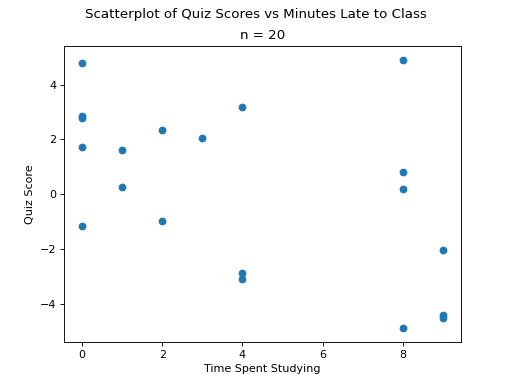 Scatterplot of Quiz Scores vs Minutes Late to Class
n = 20
4
2
0
−2
−4
Quiz Score
0 2 4 6 8
Time Spent Studying